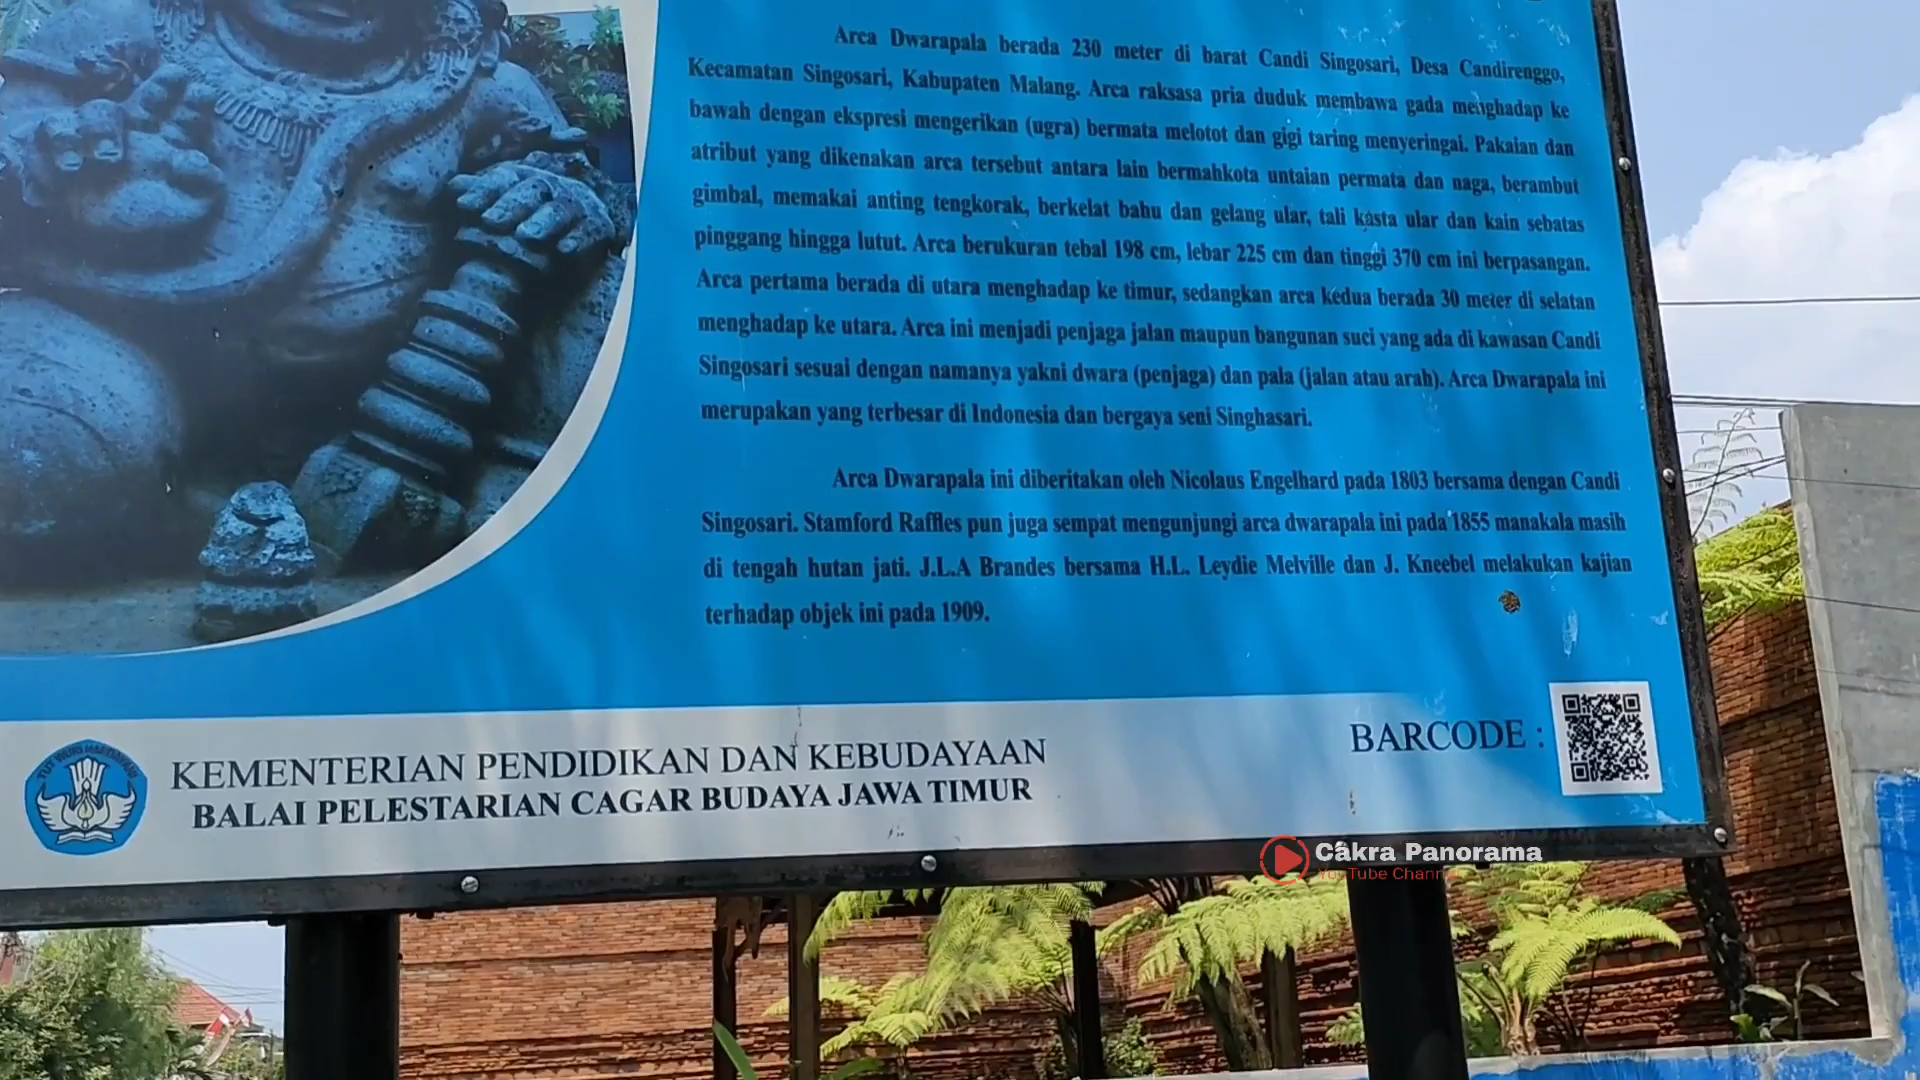 Arca Dwarapala berada 230 meter di barat Candi Singosari, Desa Candirenggo,
Kecamatan Singosari, Kabupaten Malang. Arca raksasa pria duduk membawa gada menghadap ke
bawah dengan ekspresi mengerikan (ugra) bermata melotot dan gigi taring menyeringai. Pakaian dan
atribut yang dikenakan arca tersebut antara lain bermahkota untaian permata dan naga, berambut
gimbal, memakai anting tengkorak, berkelat bahu dan gelang ular, tali kasta ular dan kain sebatas
pinggang hingga lutut. Arca berukuran tebal 198 cm, lebar 225 cm dan tinggi 370 cm ini berpasangan.
Arca pertama berada di utara menghadap ke timur, sedangkan arca kedua berada 30 meter di selatan
menghadap ke utara. Arca ini menjadi penjaga jalan maupun bangunan suci yang ada di kawasan Candi
Singosari sesuai dengan namanya yakni dwara (penjaga) dan pala (jalan atau arah). Arca Dwarapala ini
merupakan yang terbesar di Indonesia dan bergaya seni Singhasari.
Arca Dwarapala ini diberitakan oleh Nicolaus Engelhard pada 1803 bersama dengan Candi
Singosari. Stamford Raffles pun juga sempat mengunjungi arca dwarapala ini pada 1855 manakala masih
di tengah hutan jati. J.L.A Brandes bersama H.L. Leydie Melville dan J. Kneebel melakukan kajian
terhadap objek ini pada 1909.
TUT WURI HANDAYANI
KEMENTERIAN PENDIDIKAN DAN KEBUDAYAAN
BALAI PELESTARIAN CAGAR BUDAYA JAWA TIMUR
BARCODE :
Cakra Panorama
YouTube Channel